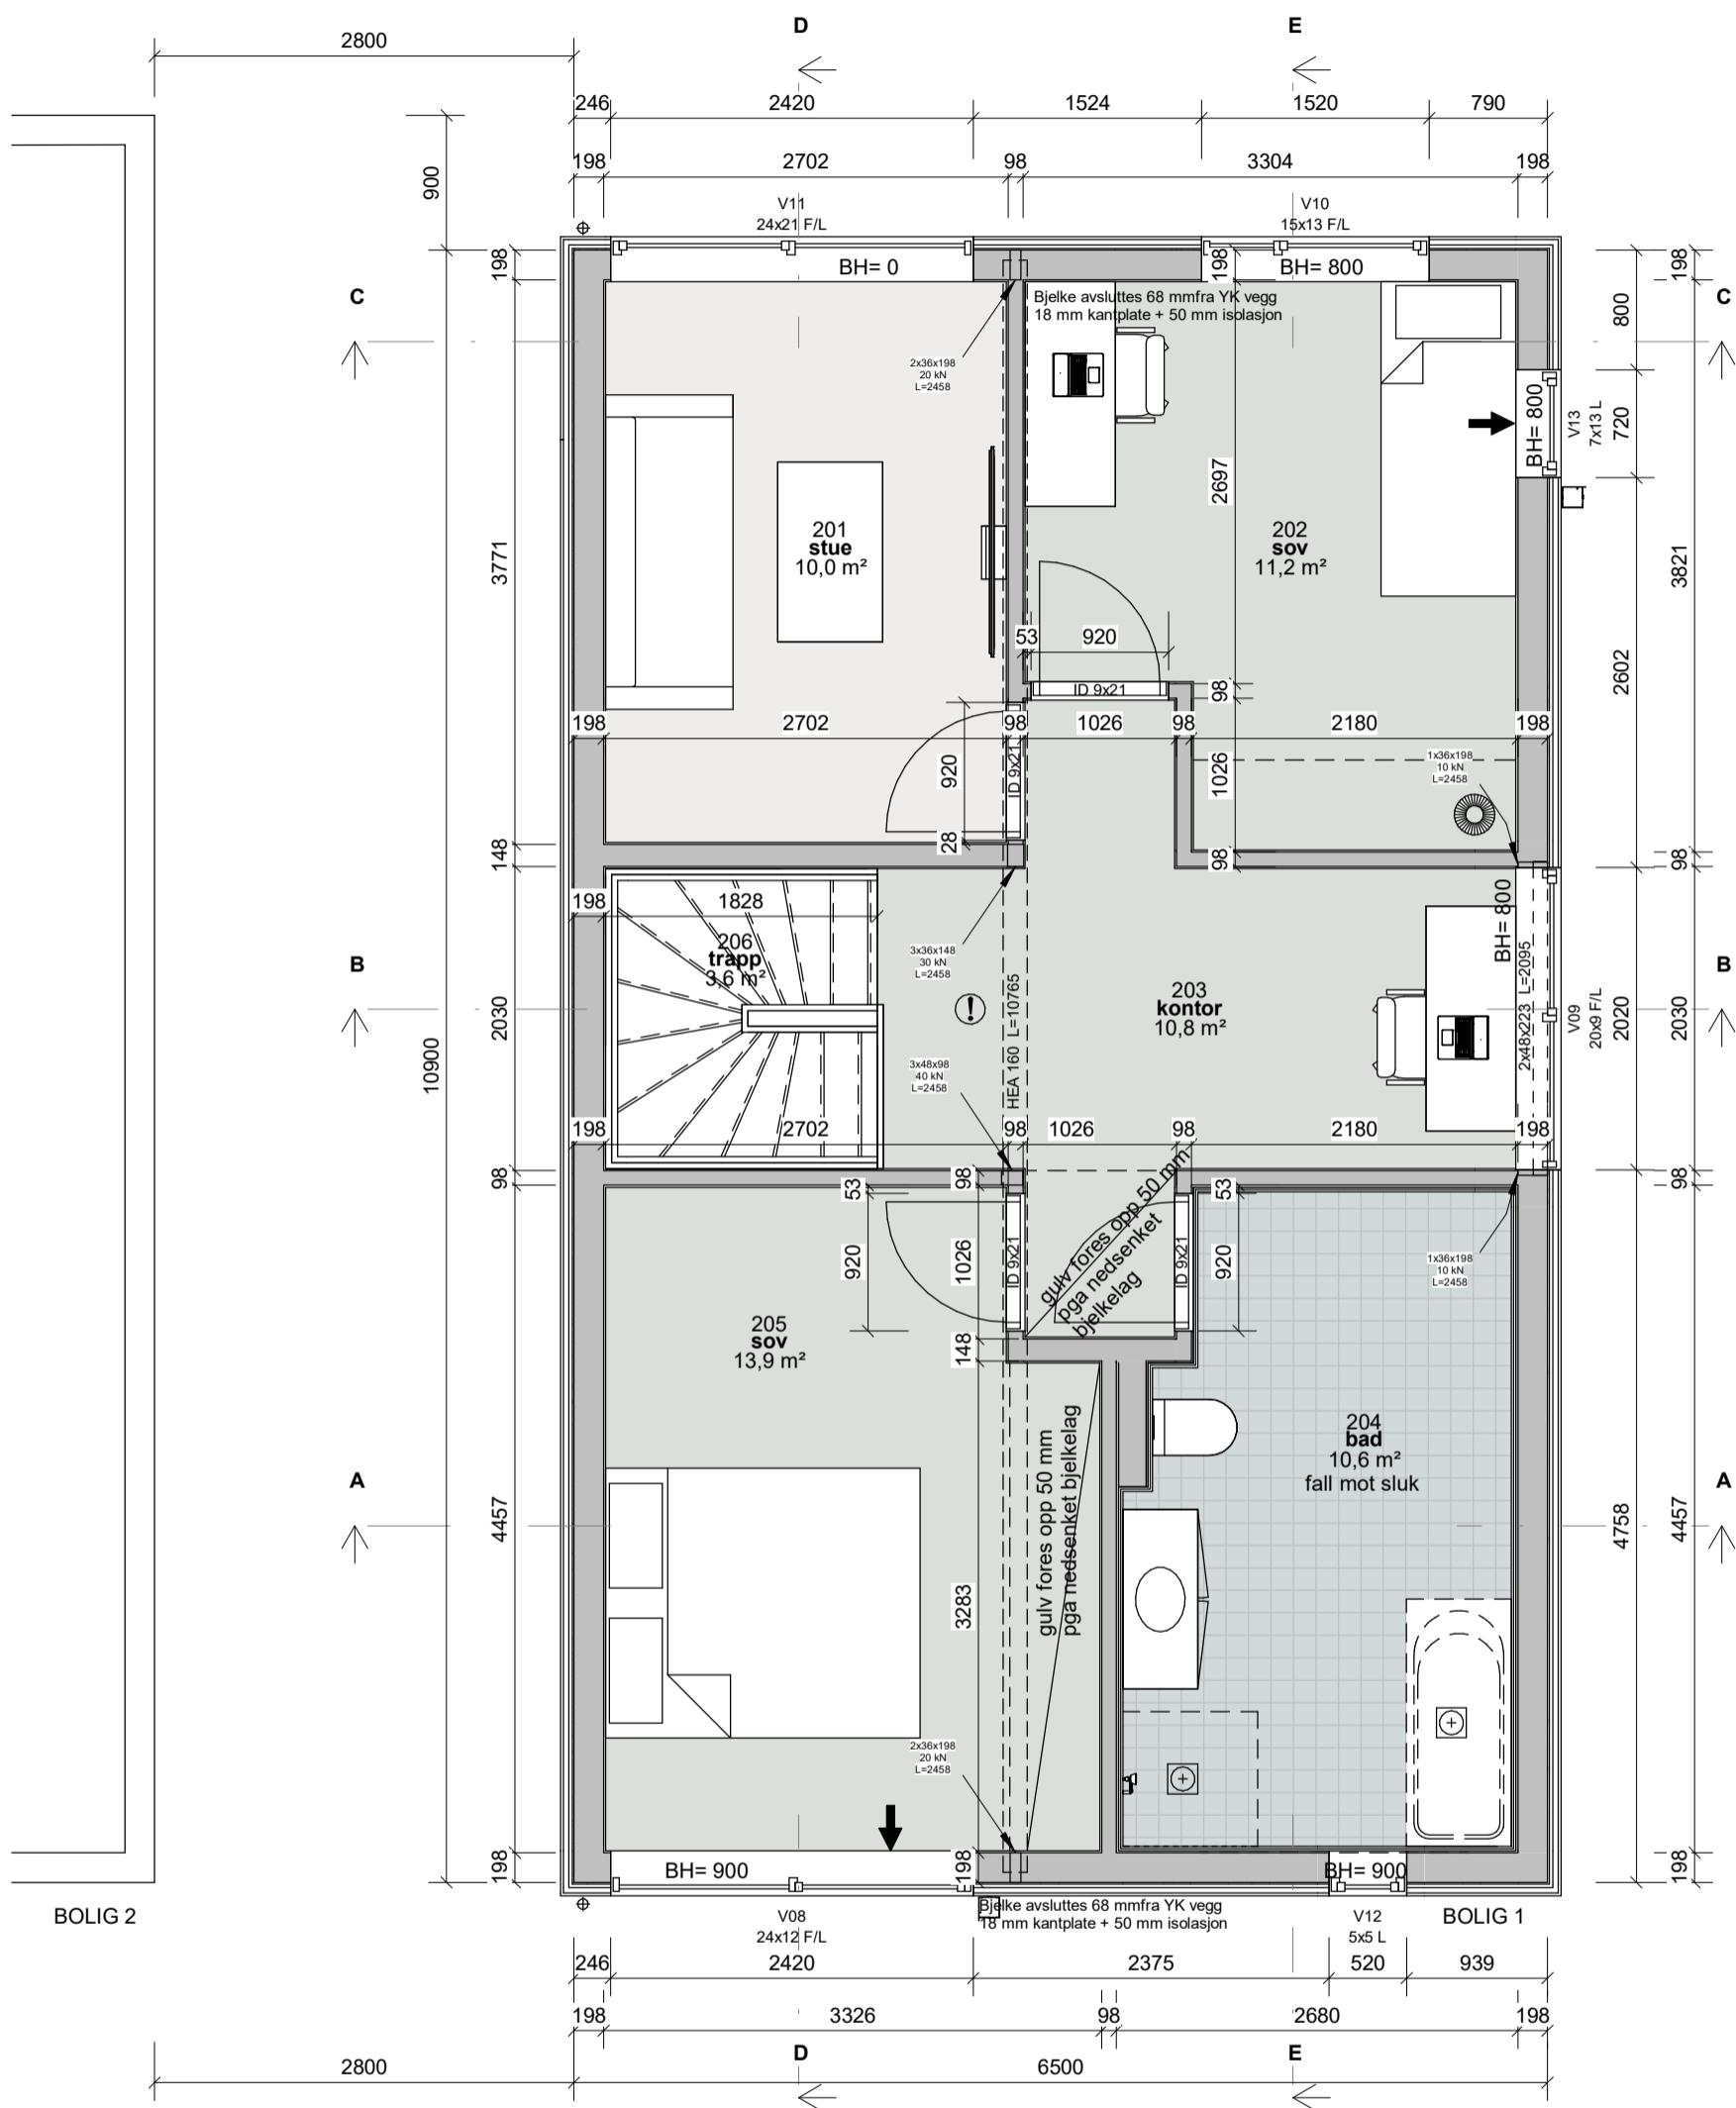 D
E
2800
246
2420
1524
1520
790
198
2702
98
3304
198
V11
24x21 F/L
V10
15x13 F/L
900
198
BH= 0
198
BH= 800
198
Bjelke avsluttes 68 mmfra YK vegg
18 mm kantplate + 50 mm isolasjon
C
C
800
2x36x198
20 kN
L=2458
BH= 800
V13
7x13 L
720
2697
201
stue
10,0 m²
202
sov
11,2 m²
3771
3821
53
920
2602
ID 9x21
98
198
2702
98
1026
98
2180
198
920
ID 9x21
1026
1x36x198
10 kN
L=2458
28
148
98
98
198
1828
BH= 800
206
trapp
3,6 m²
3x36x148
30 kN
L=2458
B
B
203
kontor
10,8 m²
HEA 160 L=10765
2x48x223 L=2095
V09
20x9 F/L
2030
2020
2030
10900
3x48x98
40 kN
L=2458
198
2702
98
1026
98
2180
198
98
53
98
53
98
920
1026
ID 9x21
gulv fores opp 50 mm
pga nedsenket
bjelkelag
ID 9x21
920
1x36x198
10 kN
L=2458
205
sov
13,9 m²
148
204
bad
10,6 m²
fall mot sluk
A
A
4457
gulv fores opp 50 mm
pga nedsenket bjelkelag
4758
4457
3283
2x36x198
20 kN
L=2458
198
BH= 900
198
BH= 900
198
Bjelke avsluttes 68 mmfra YK vegg
18 mm kantplate + 50 mm isolasjon
BOLIG 2
V08
24x12 F/L
V12
5x5 L
BOLIG 1
246
2420
2375
520
939
198
3326
98
2680
198
D
E
2800
6500